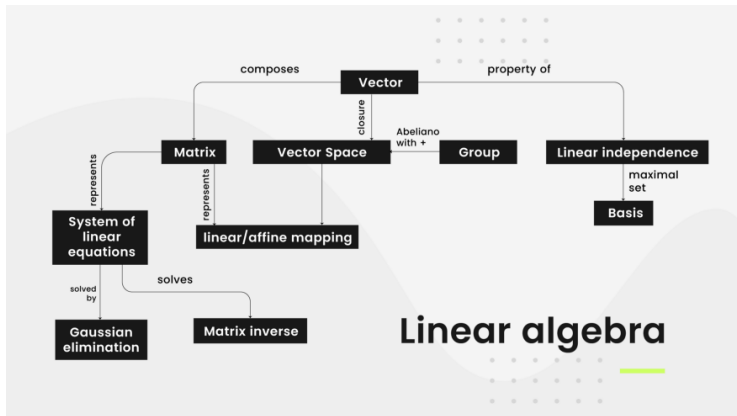 composes
Vector
property of
closure
Abeliano
with +
Matrix
Vector Space
Group
Linear independence
represents
represents
maximal
set
System of
linear
equations
linear/affine mapping
Basis
solved
by
solves
Gaussian
elimination
Matrix inverse
Linear algebra